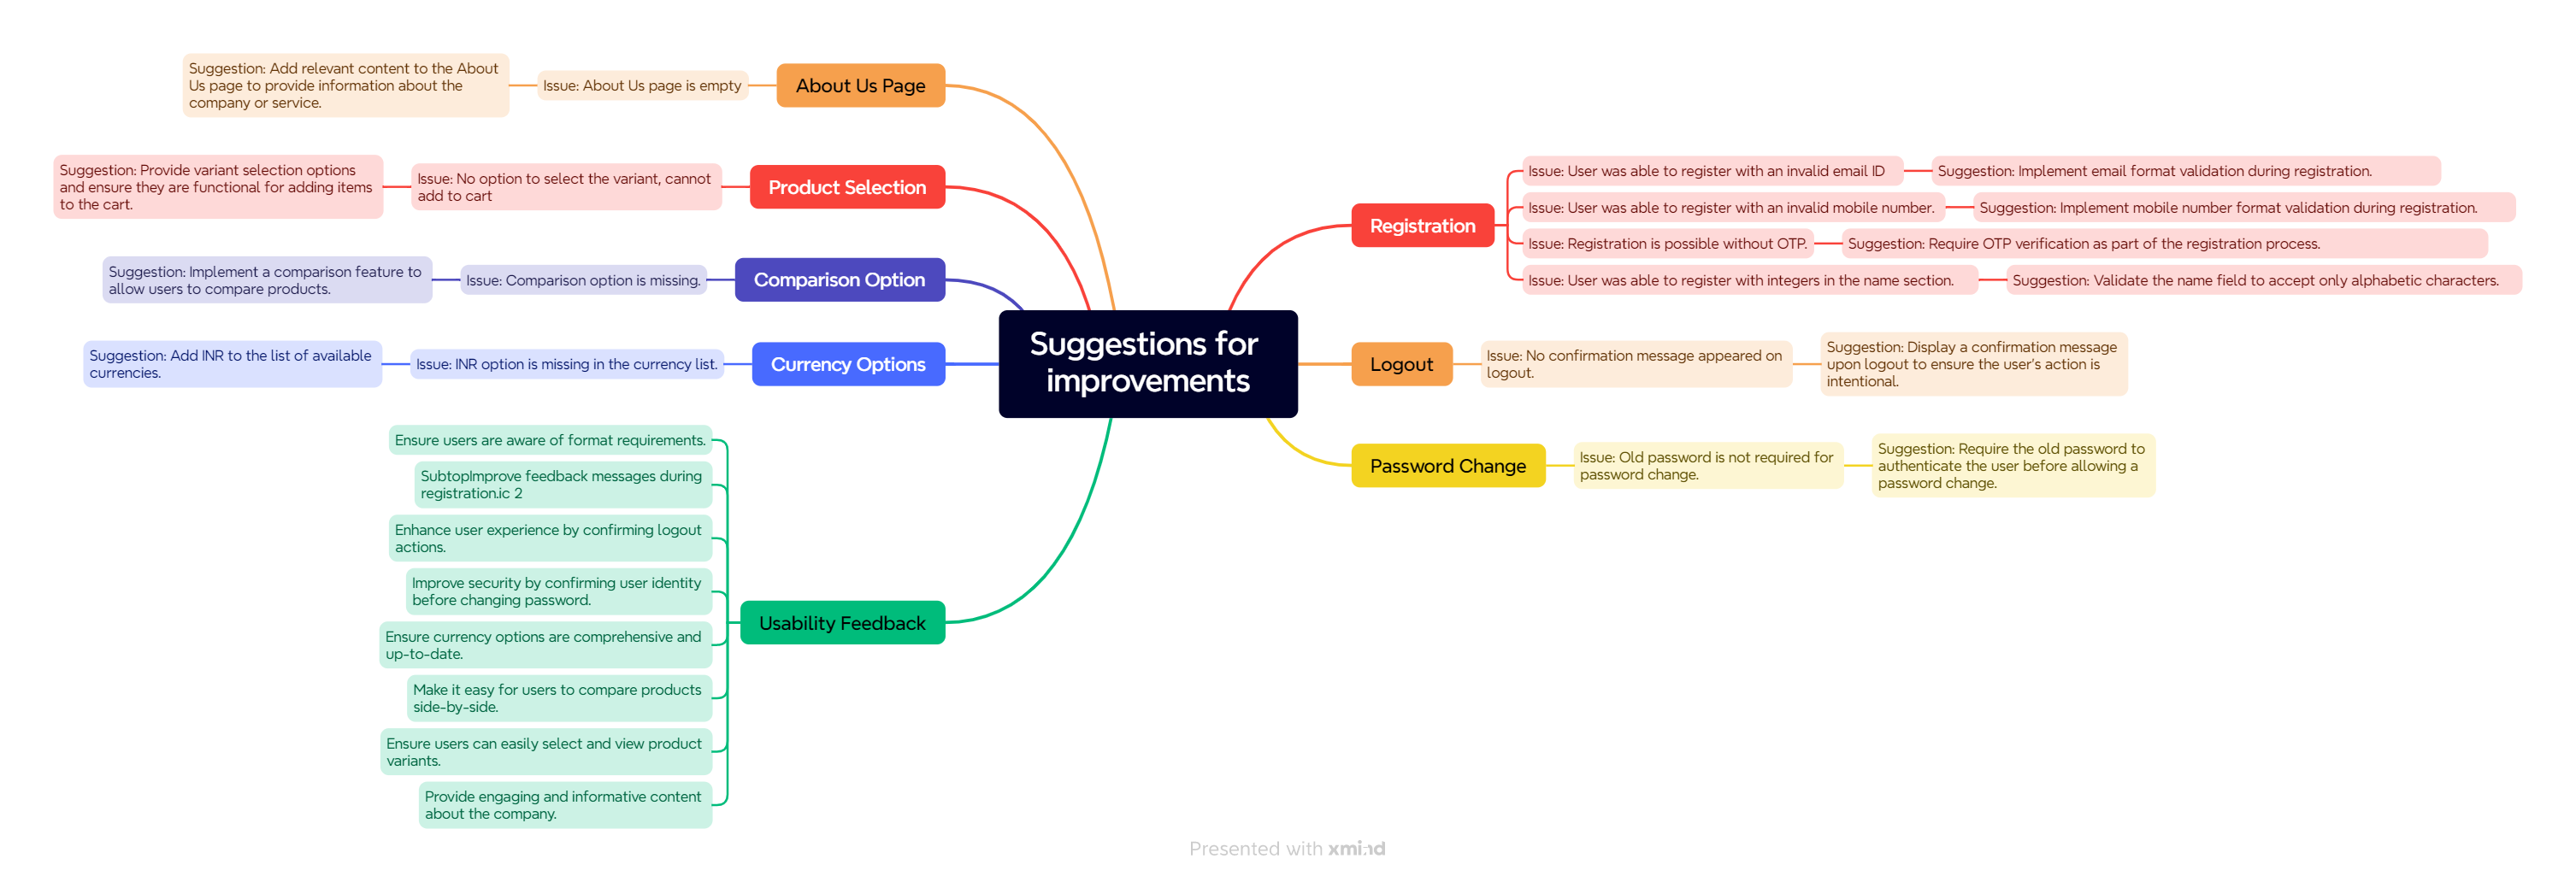 Suggestions for
improvements
Registration
Issue: User was able to register with an invalid email ID
Suggestion: Implement email format validation during registration.
Issue: User was able to register with an invalid mobile number.
Suggestion: Implement mobile number format validation during registration.
Issue: Registration is possible without OTP.
Suggestion: Require OTP verification as part of the registration process.
Issue: User was able to register with integers in the name section.
Suggestion: Validate the name field to accept only alphabetic characters.
Logout
Issue: No confirmation message appeared on
logout.
Suggestion: Display a confirmation message
upon logout to ensure the user's action is
intentional.
Password Change
Issue: Old password is not required for
password change.
Suggestion: Require the old password to
authenticate the user before allowing a
password change.
About Us Page
Issue: About Us page is empty
Suggestion: Add relevant content to the About
Us page to provide information about the
company or service.
Product Selection
Issue: No option to select the variant, cannot
add to cart
Suggestion: Provide variant selection options
and ensure they are functional for adding items
to the cart.
Comparison Option
Issue: Comparison option is missing.
Suggestion: Implement a comparison feature to
allow users to compare products.
Currency Options
Issue: INR option is missing in the currency list.
Suggestion: Add INR to the list of available
currencies.
Usability Feedback
Ensure users are aware of format requirements.
SubtopImprove feedback messages during
registration.ic 2
Enhance user experience by confirming logout
actions.
Improve security by confirming user identity
before changing password.
Ensure currency options are comprehensive and
up-to-date.
Make it easy for users to compare products
side-by-side.
Ensure users can easily select and view product
variants.
Provide engaging and informative content
about the company.
Presented with xmind